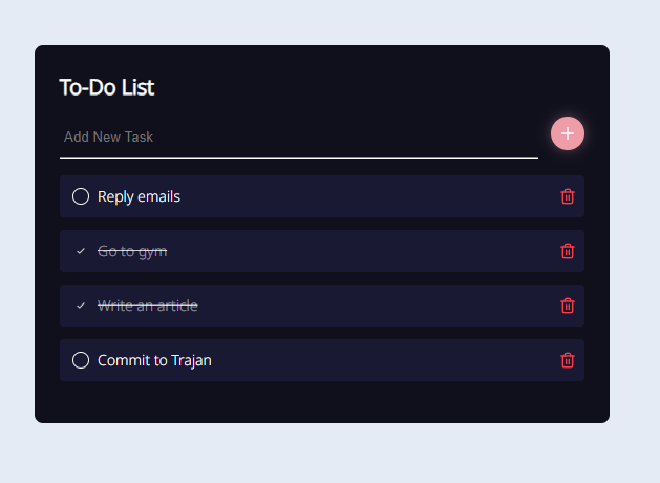 To-Do List
Add New Task
Reply emails
Go to gym
Write an article
Commit to Trajan